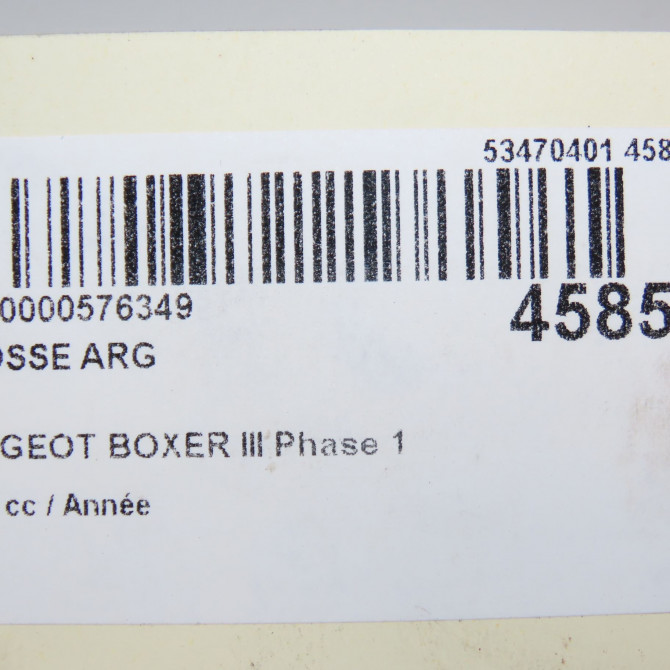 53470401 458
0000576349
4585
OSSE ARG
GEOT BOXER III Phase 1
cc / Année